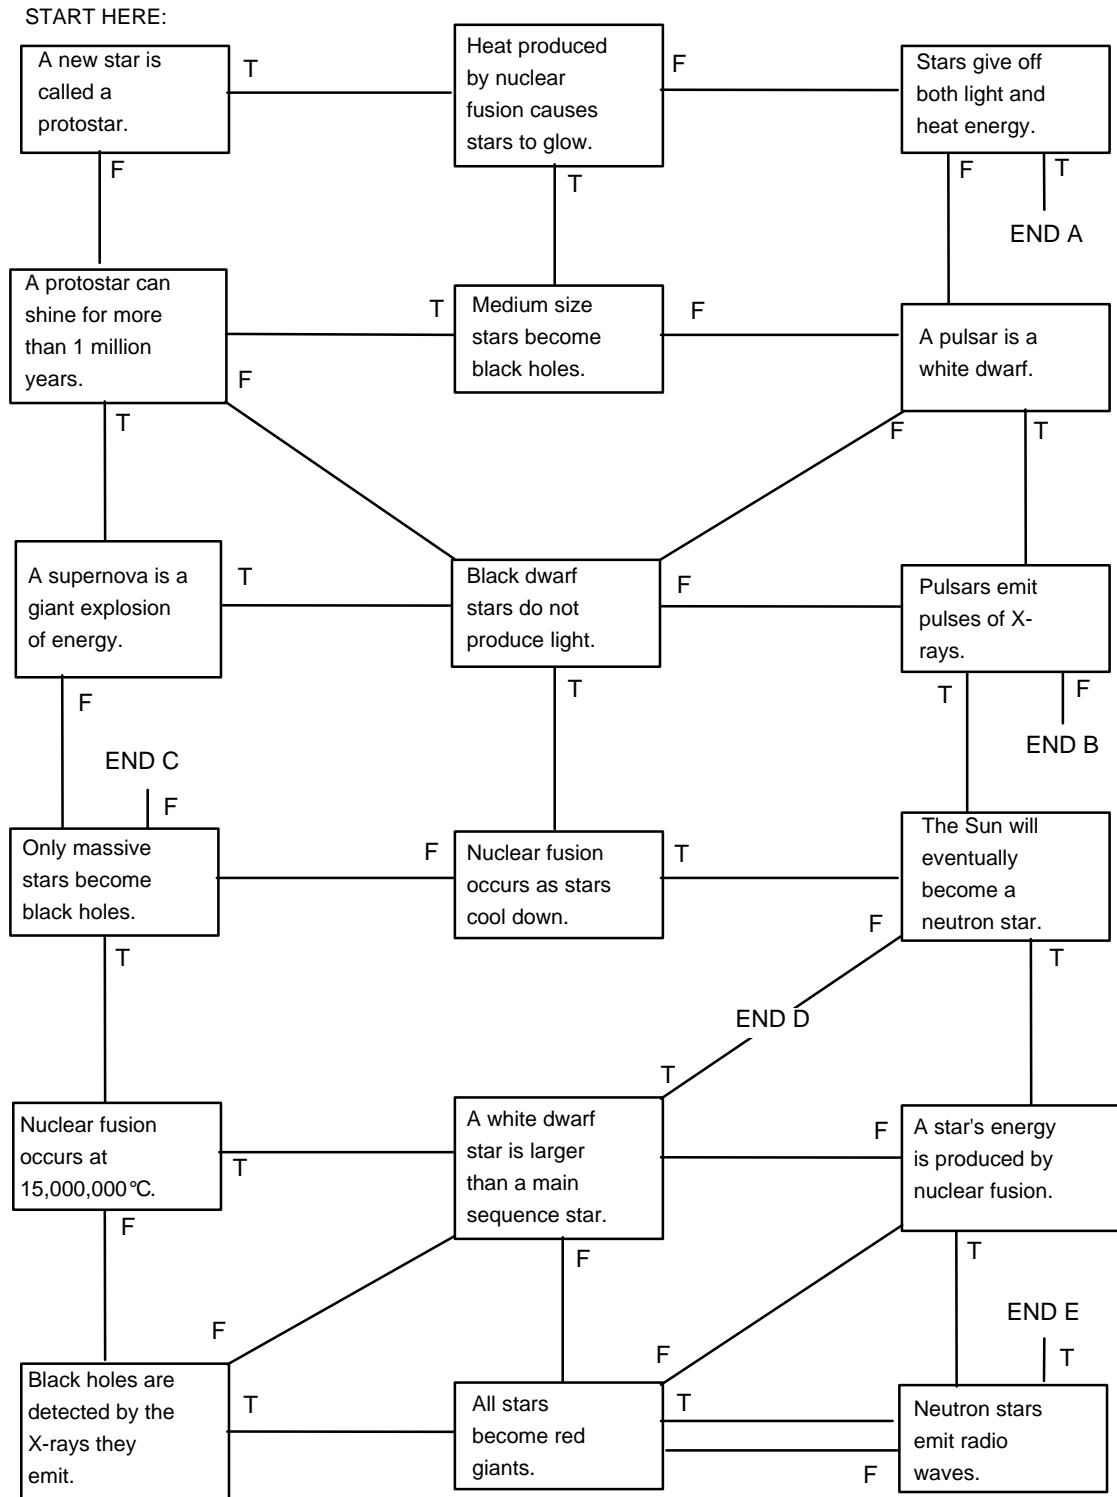 START HERE:
A new star is
called a
protostar.
T
F
Heat produced
by nuclear
fusion causes
stars to glow.
F
T
Stars give off
both light and
heat energy.
F
T
END A
A protostar can
shine for more
than 1 million
years.
T
F
T
Medium size
stars become
black holes.
F
A pulsar is a
white dwarf.
F
T
A supernova is a
giant explosion
of energy.
T
F
Black dwarf
stars do not
produce light.
F
T
Pulsars emit
pulses of X-
rays.
T
F
END B
END C
F
Only massive
stars become
black holes.
T
F
Nuclear fusion
occurs as stars
cool down.
T
The Sun will
eventually
become a
neutron star.
F
T
END D
Nuclear fusion
occurs at
15,000,000°C.
T
F
T
A white dwarf
star is larger
than a main
sequence star.
F
F
A star's energy
is produced by
nuclear fusion.
T
END E
T
F
Black holes are
detected by the
X-rays they
emit.
T
All stars
become red
giants.
F
T
F
Neutron stars
emit radio
waves.